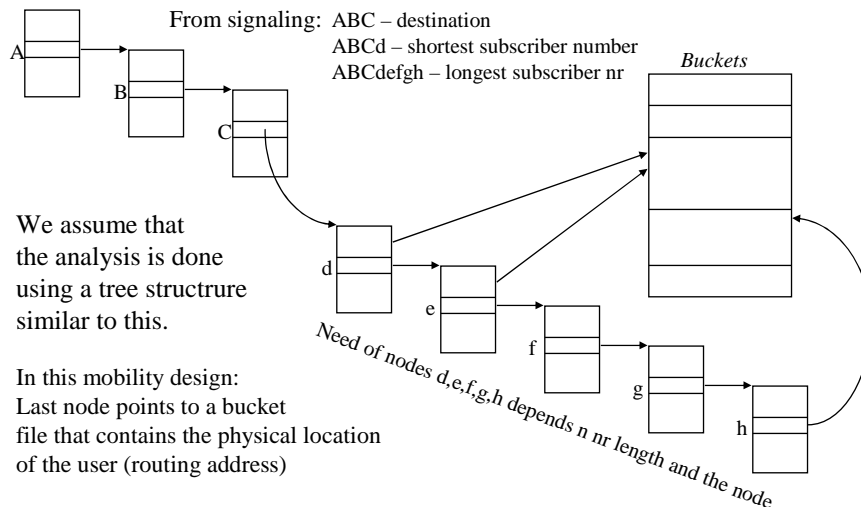 From signaling: ABC – destination
ABCd – shortest subscriber number
ABCdefgh – longest subscriber nr
Buckets
A
B
C
We assume that
the analysis is done
using a tree structrure
similar to this.
d
e
f
g
h
Need of nodes d,e,f,g,h depends n nr length and the node
In this mobility design:
Last node points to a bucket
file that contains the physical location
of the user (routing address)